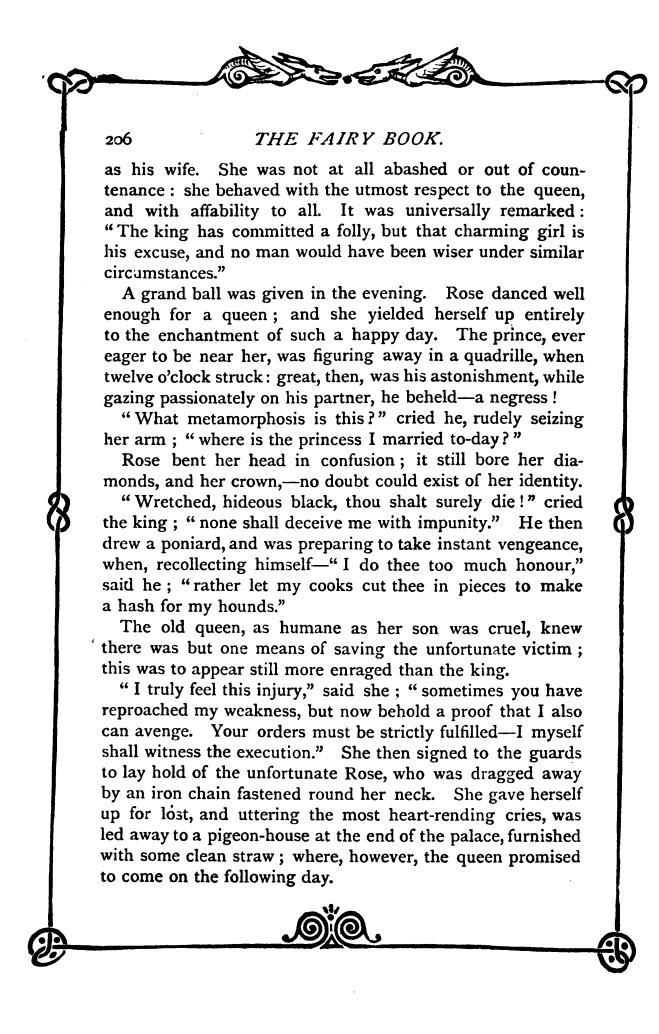 206 THE FAIRY BOOK.
as his wife. She was not at all abashed or out of coun-
tenance : she behaved with the utmost respect to the queen,
and with affability to all. It was universally remarked :
“The king has committed a folly, but that charming girl is
his excuse, and no man would have been wiser under similar
circumstances.”
A grand ball was given in the evening. Rose danced well
enough for a queen ; and she yielded herself up entirely
to the enchantment of such a happy day. The prince, ever
eager to be near her, was figuring away in a quadrille, when
twelve o’clock struck : great, then, was his astonishment, while
gazing passionately on his partner, he beheld—a negress !
“ What metamorphosis is this ? ” cried he, rudely seizing
her arm ; “ where is the princess I married to-day ? ”
Rose bent her head in confusion ; it still bore her dia-
monds, and her crown,—no doubt could exist of her identity.
“ Wretched, hideous black, thou shalt surely die ! ” cried
the king ; “ none shall deceive me with impunity.” He then
drew a poniard, and was preparing to take instant vengeance,
when, recollecting himself—“ I do thee too much honour,”
said he ; “ rather let my cooks cut thee in pieces to make
a hash for my hounds.”
The old queen, as humane as her son was cruel, knew
there was but one means of saving the unfortunate victim ;
this was to appear still more enraged than the king.
“ I truly feel this injury,” said she ; “ sometimes you have
reproached my weakness, but now behold a proof that I also
can avenge. Your orders must be strictly fulfilled—I myself
shall witness the execution.” She then signed to the guards
to lay hold of the unfortunate Rose, who was dragged away
by an iron chain fastened round her neck. She gave herself
up for lost, and uttering the most heart-rending cries, was
led away to a pigeon-house at the end of the palace, furnished
with some clean straw ; where, however, the queen promised
to come on the following day.